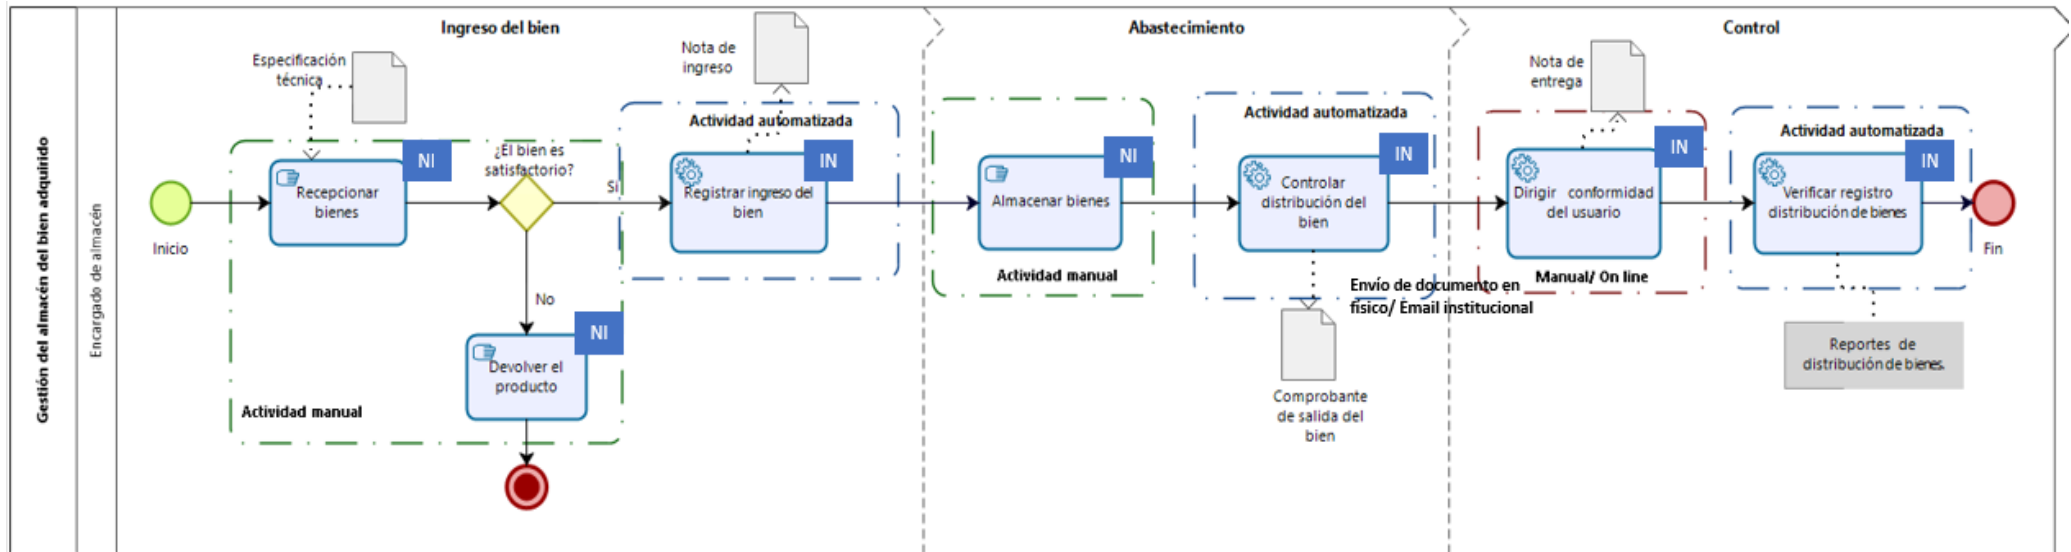 Gestión del almacén del bien adquirido
Encargado de almacén
Ingreso del bien
Abastecimiento
Control
Inicio
Especificación
técnica
Recepcionar
bienes
NI
¿El bien es
satisfactorio?
Si
No
Devolver el
producto
NI
Actividad manual
Nota de
ingreso
Actividad automatizada
Registrar ingreso del
bien
IN
Almacenar bienes
NI
Actividad manual
Actividad automatizada
Controlar
distribución del
bien
IN
Envío de documento en
fisico/ Email institucional
Comprobante
de salida del
bien
Nota de
entrega
Dirigir conformidad
del usuario
IN
Manual/ On line
Actividad automatizada
Verificar registro
distribución de bienes
IN
Reportes de
distribución de bienes.
Fin